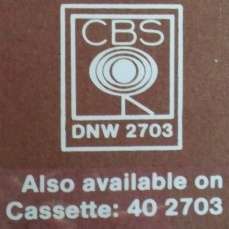 CBS
DNW 2703
Also available on
Cassette: 40 2703